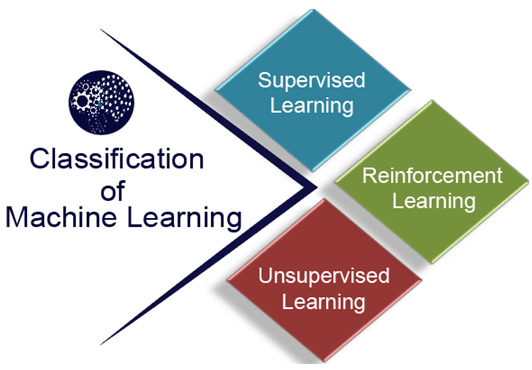 Classification
of
Machine Learning
Supervised
Learning
Reinforcement
Learning
Unsupervised
Learning